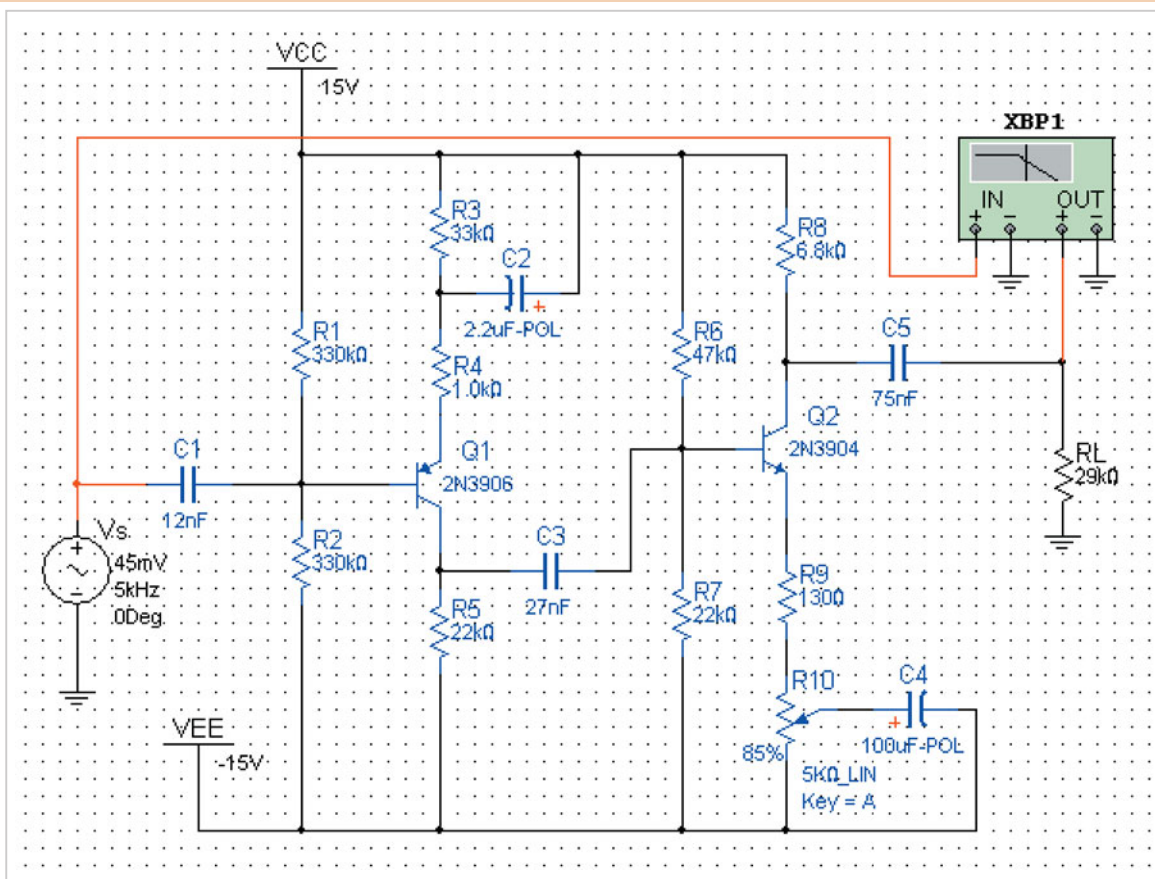 VCC
15V
XBP1
IN
OUT
R3
33kΩ
C2
2.2uF-POL
R8
6.8kΩ
R1
330kΩ
R4
1.0kΩ
R6
47kΩ
C5
75nF
Q2
2N3904
C1
12nF
Q1
2N3906
RL
29kΩ
Vs
45mV
5kHz
0Deg
R2
330kΩ
C3
27nF
R5
22kΩ
R7
22kΩ
R9
130Ω
R10
85%
C4
100uF-POL
5KΩ_LIN
Key = A
VEE
-15V